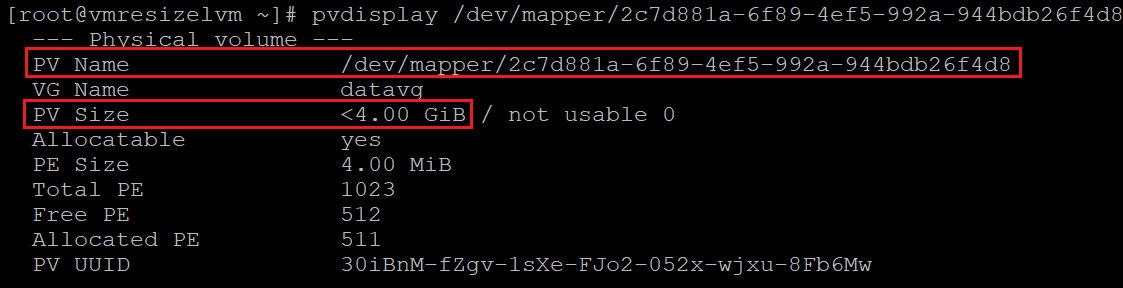 [root@vmresizelvm ~]# pvdisplay /dev/mapper/2c7d881a-6f89-4ef5-992a-944bdb26f4d8
--- Physical volume ---
PV Name /dev/mapper/2c7d881a-6f89-4ef5-992a-944bdb26f4d8
VG Name datavg
PV Size <4.00 GiB / not usable 0
Allocatable yes
PE Size 4.00 MiB
Total PE 1023
Free PE 512
Allocated PE 511
PV UUID 30iBnM-fZgv-lsXe-FJo2-052x-wjxu-8Fb6Mw